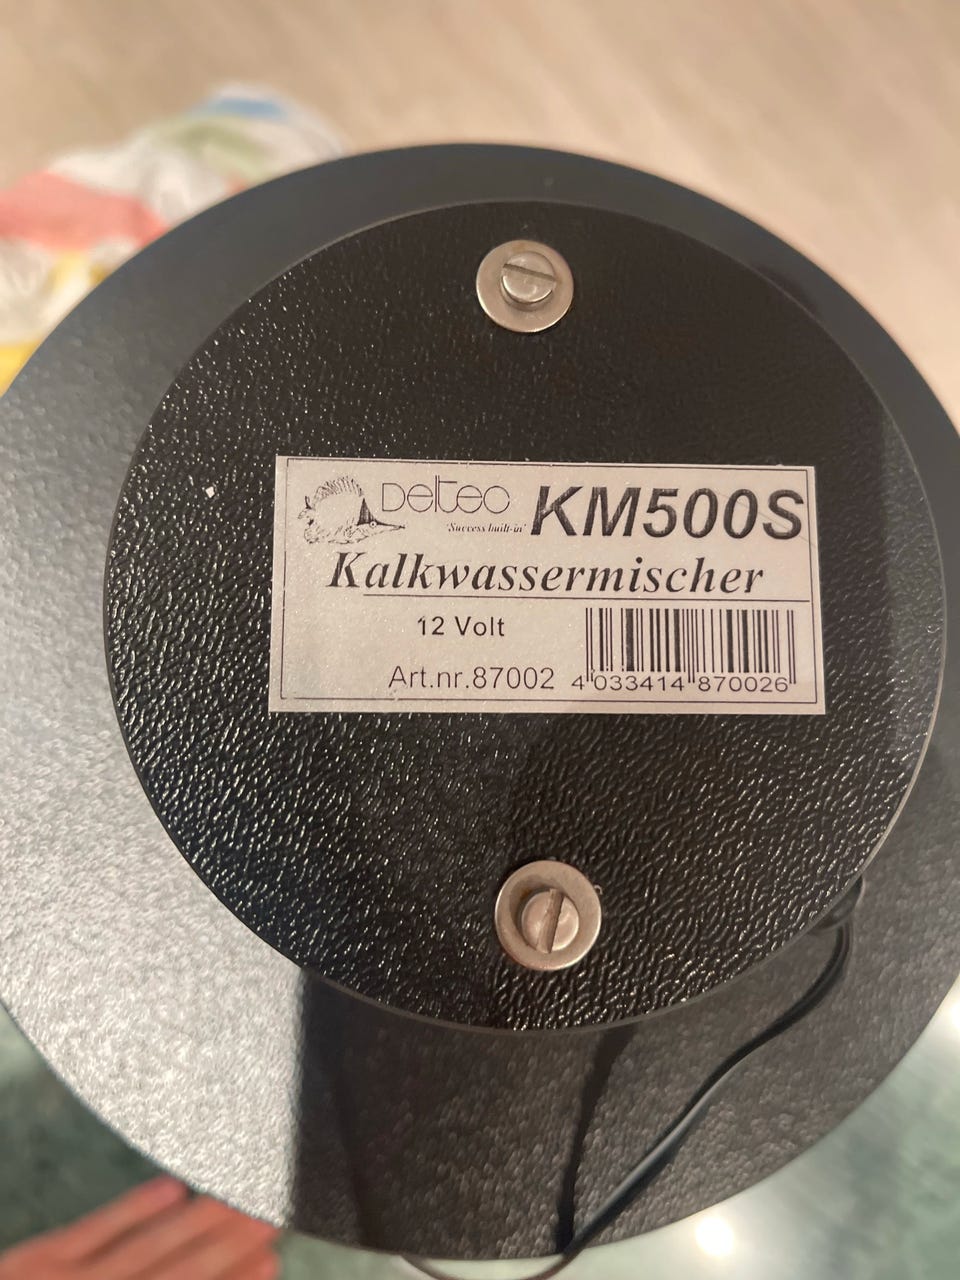 Deltec
'Success built-in'
KM500S
Kalkwassermischer
12 Volt
Art.nr.87002
4 033414 870026